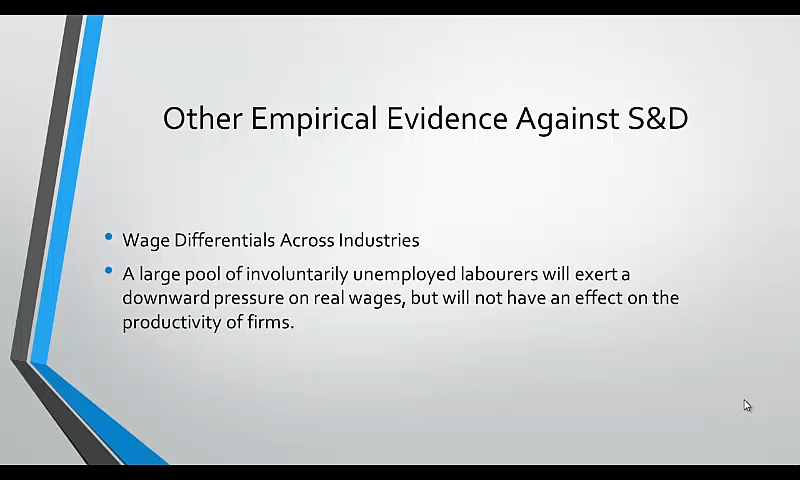 Other Empirical Evidence Against S&D
• Wage Differentials Across Industries
• A large pool of involuntarily unemployed labourers will exert a
downward pressure on real wages, but will not have an effect on the
productivity of firms.